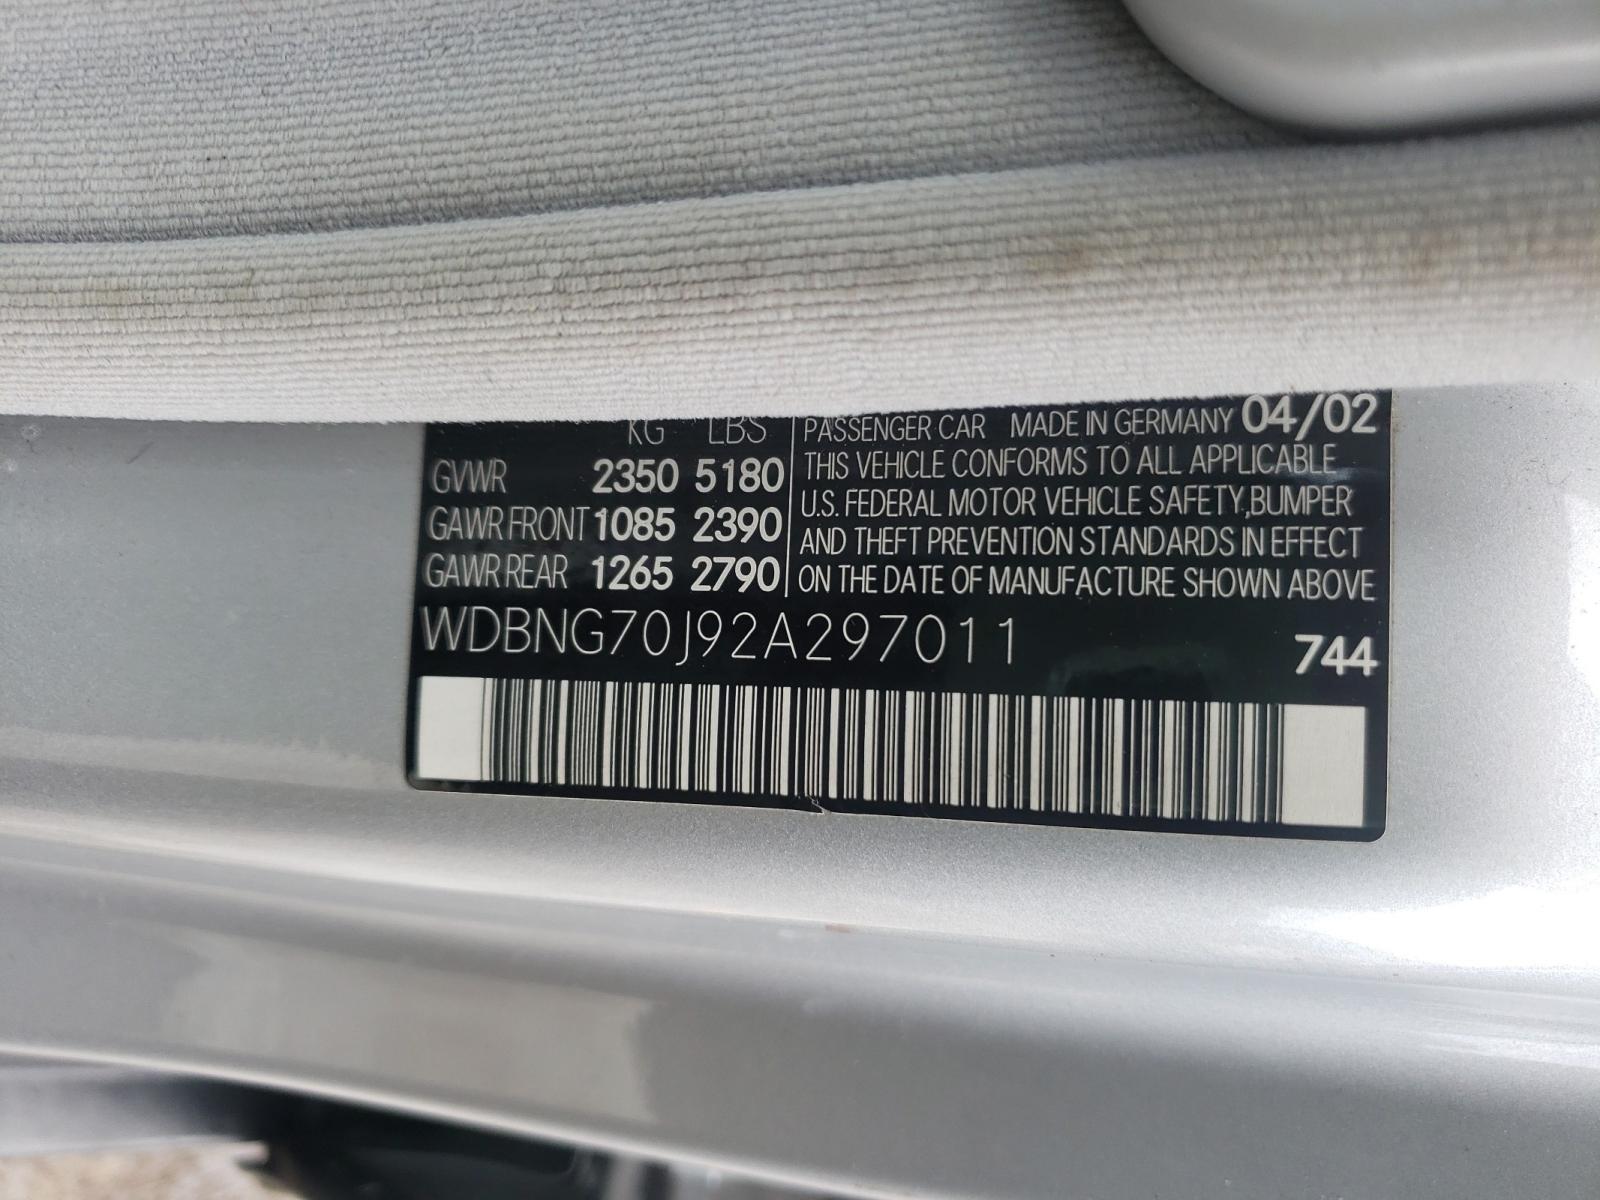 KG LBS
GVWR 2350 5180
GAWR FRONT 1085 2390
GAWR REAR 1265 2790
PASSENGER CAR MADE IN GERMANY 04/02
THIS VEHICLE CONFORMS TO ALL APPLICABLE
U.S. FEDERAL MOTOR VEHICLE SAFETY,BUMPER
AND THEFT PREVENTION STANDARDS IN EFFECT
ON THE DATE OF MANUFACTURE SHOWN ABOVE
WDBNG70J92A297011
744